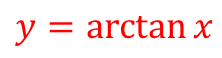 y = arctan x